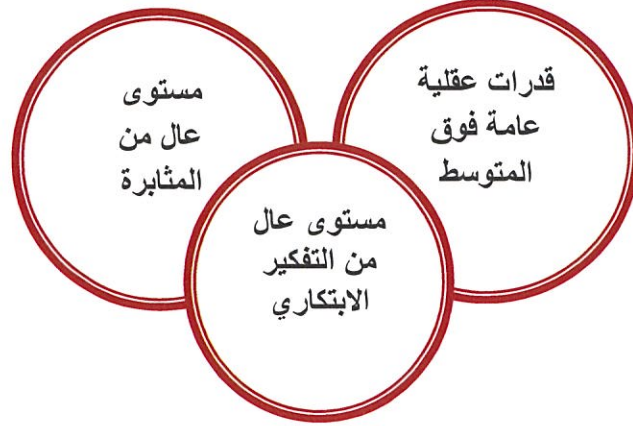 قدرات عقلية
عامة فوق
المتوسط
مستوى
عال من
المثابرة
مستوى عال
من التفكير
الابتكاري